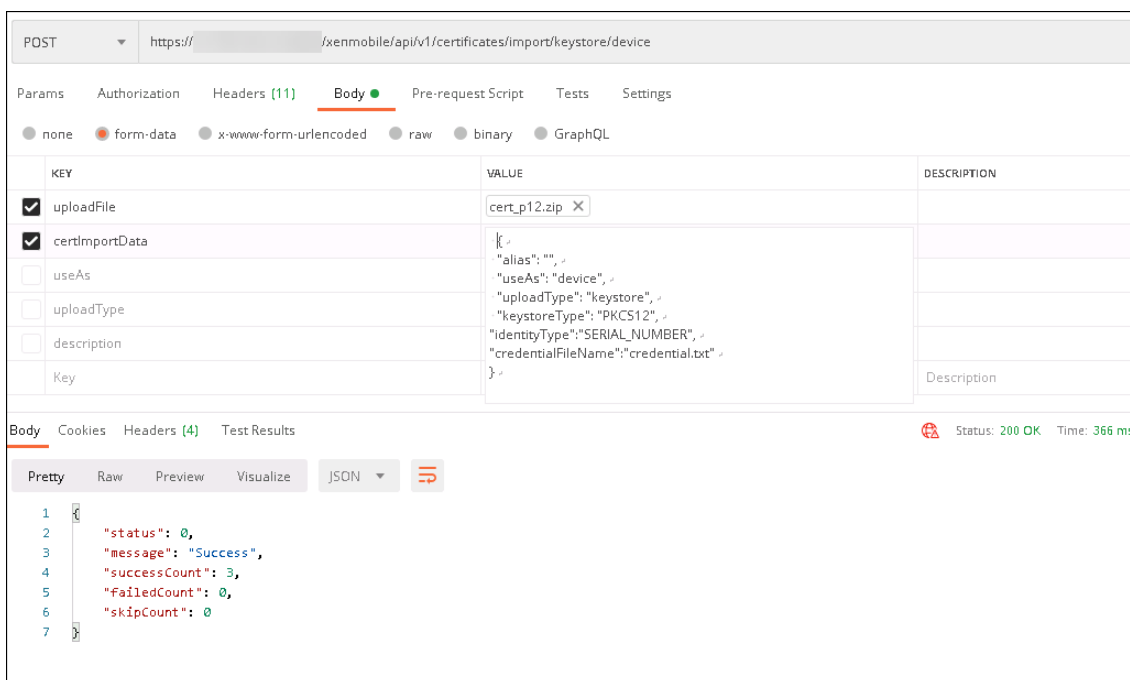 POST https:// /xenmobile/api/v1/certificates/import/keystore/device
Params Authorization Headers (11) Body Pre-request Script Tests Settings
none form-data x-www-form-urlencoded raw binary GraphQL
KEY VALUE DESCRIPTION
uploadFile cert_p12.zip
certImportData
{
"alias": "",
"useAs": "device",
"uploadType": "keystore",
"keystoreType": "PKCS12",
"identityType":"SERIAL_NUMBER",
"credentialFileName":"credential.txt"
}
useAs
uploadType
description
Key Description
Body Cookies Headers (4) Test Results Status: 200 OK Time: 366 ms
Pretty Raw Preview Visualize JSON
1 {
2 "status": 0,
3 "message": "Success",
4 "successCount": 3,
5 "failedCount": 0,
6 "skipCount": 0
7 }